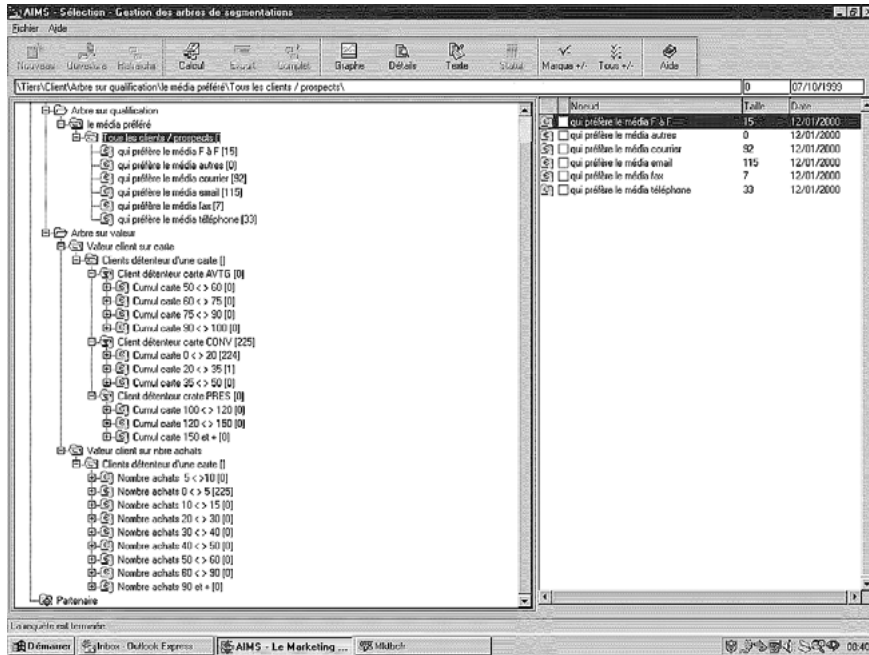 AIMS - Sélection - Gestion des arbres de segmentations
Fichier Aide
Nouveau Ouverture Recherche Calcul Export Complet Graphe Détails Texte Statut Marque +/- Tous +/- Aide
\Tiers\Client\Arbre sur qualification\le média préféré\Tous les clients / prospects\ 0 07/10/1999
Arbre sur qualification
le média préféré
Tous les clients / prospects []
qui préfère le média F à F [15]
qui préfère le média autres [0]
qui préfère le média courrier [92]
qui préfère le média email [115]
qui préfère le média fax [7]
qui préfère le média téléphone [33]
Arbre sur valeur
Valeur client sur carte
Clients détenteur d'une carte []
Client détenteur carte AVTG [0]
Cumul carte 50 < > 60 [0]
Cumul carte 60 < > 75 [0]
Cumul carte 75 < > 90 [0]
Cumul carte 90 < > 100 [0]
Client détenteur carte CONV [225]
Cumul carte 0 < > 20 [224]
Cumul carte 20 < > 35 [1]
Cumul carte 35 < > 50 [0]
Client détenteur crate PRES [0]
Cumul carte 100 < > 120 [0]
Cumul carte 120 < > 150 [0]
Cumul carte 150 et + [0]
Valeur client sur nbre achats
Clients détenteur d'une carte []
Nombre achats 5 < >10 [0]
Nombre achats 0 < > 5 [225]
Nombre achats 10 < > 15 [0]
Nombre achats 20 < > 30 [0]
Nombre achats 30 < > 40 [0]
Nombre achats 40 < > 50 [0]
Nombre achats 50 < > 60 [0]
Nombre achats 60 < > 90 [0]
Nombre achats 90 et + [0]
Partenaire
Noeud Taille Date
qui préfère le média F à F 15 12/01/2000
qui préfère le média autres 0 12/01/2000
qui préfère le média courrier 92 12/01/2000
qui préfère le média email 115 12/01/2000
qui préfère le média fax 7 12/01/2000
qui préfère le média téléphone 33 12/01/2000
La requête est terminée
Démarrer Inbox - Outlook Express AIMS - Le Marketing ... 00:40